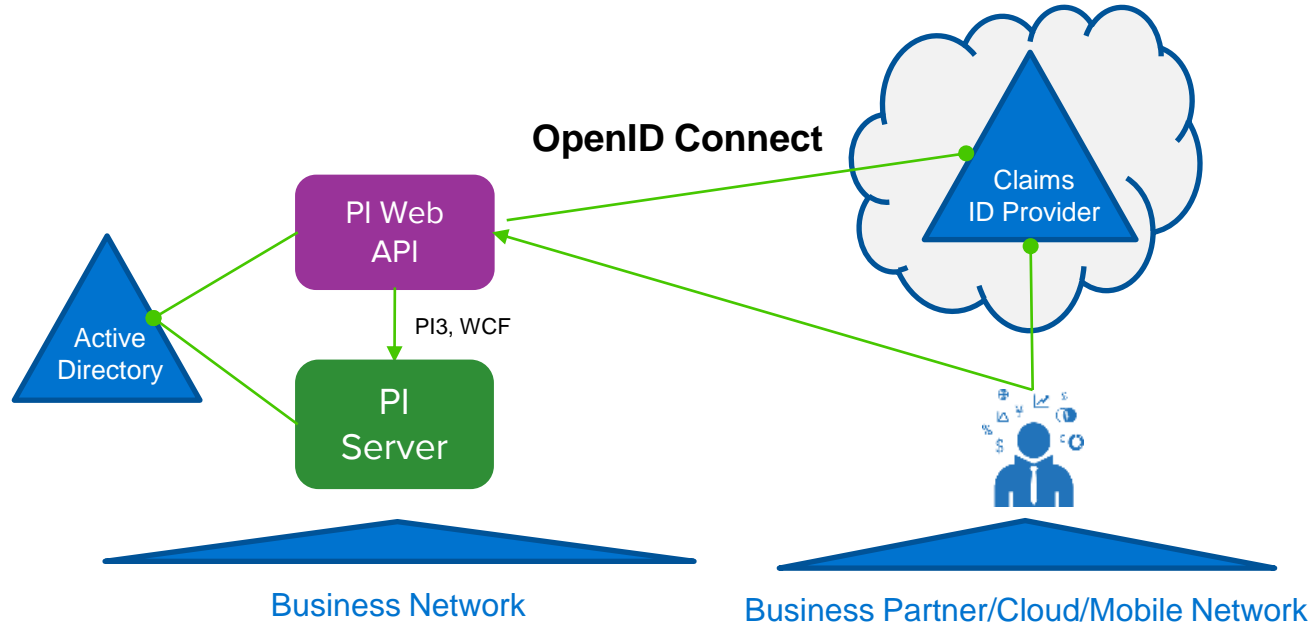 OpenID Connect
Claims
ID Provider
PI Web
API
PI3, WCF
Active
Directory
PI
Server
% $ ¥ £ £
Business Network
Business Partner/Cloud/Mobile Network